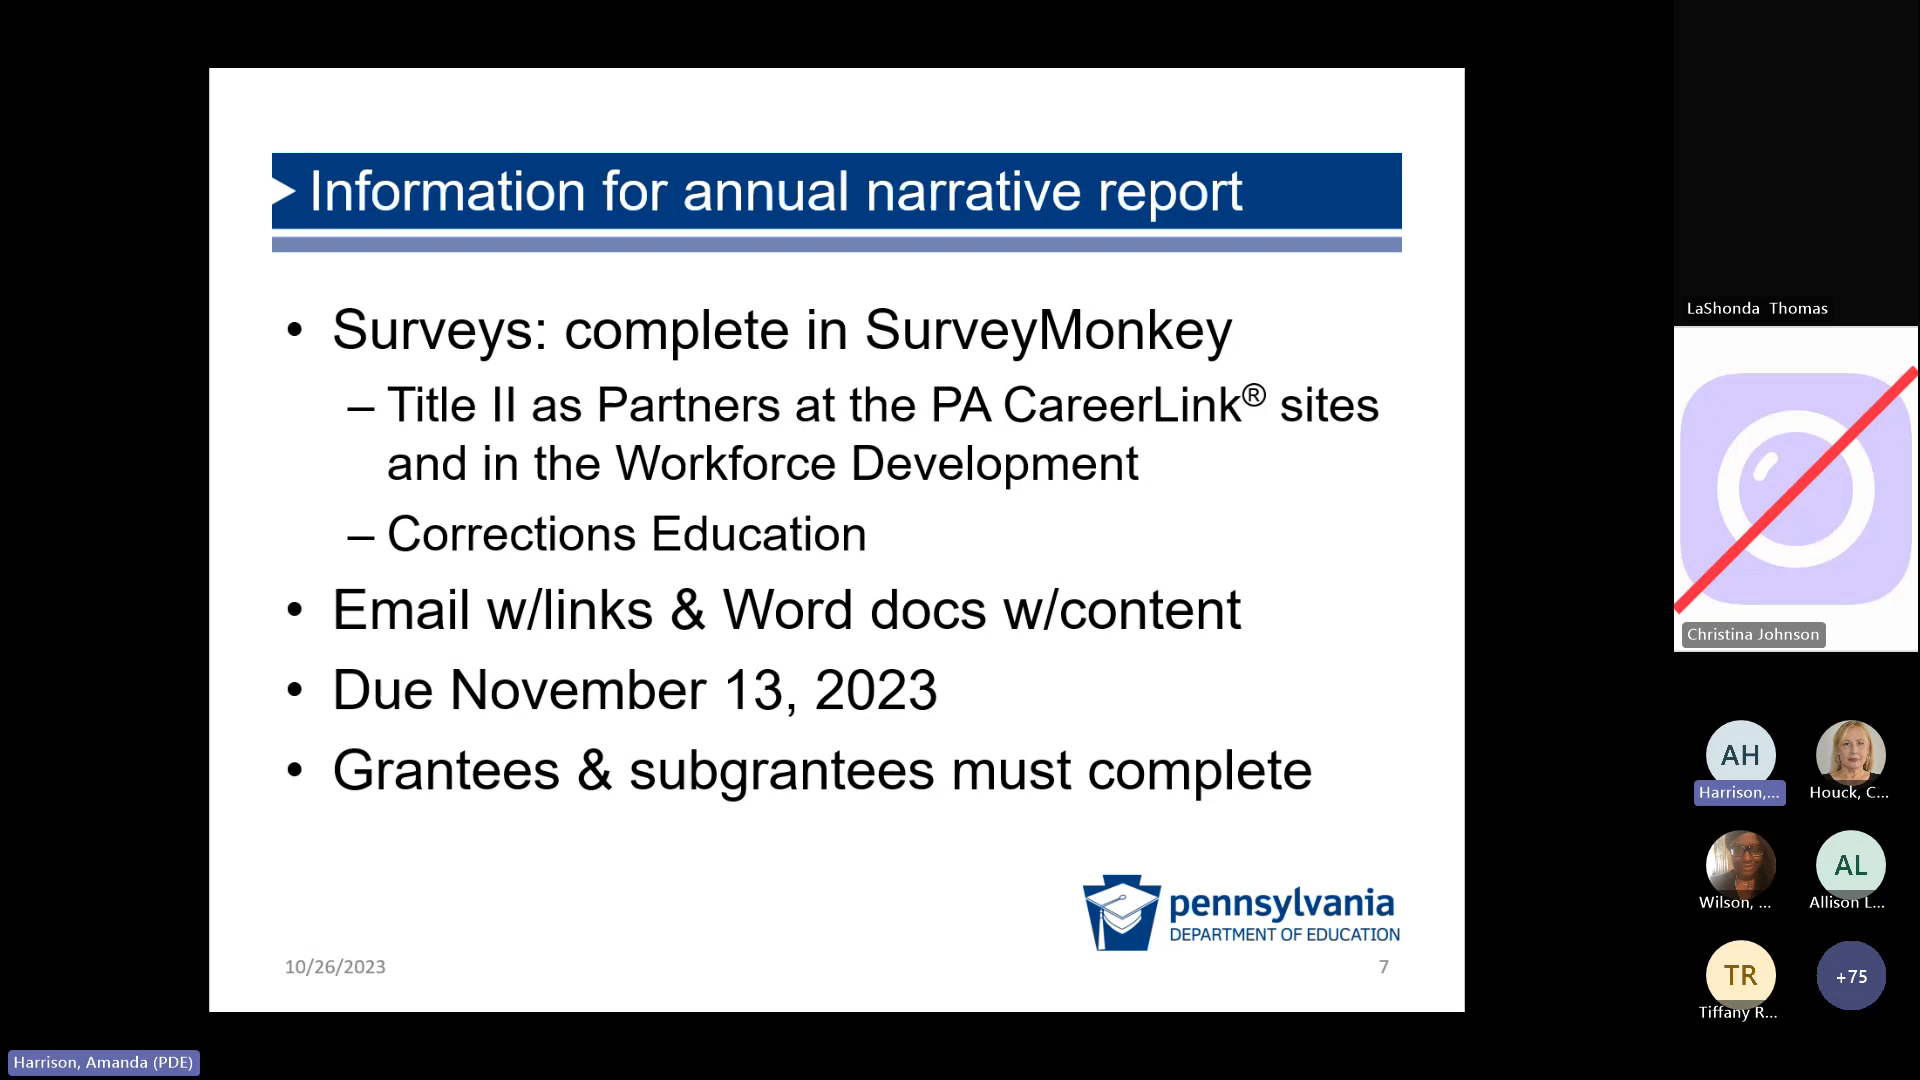 Information for annual narrative report
• Surveys: complete in SurveyMonkey
– Title II as Partners at the PA CareerLink® sites
and in the Workforce Development
– Corrections Education
• Email w/links & Word docs w/content
• Due November 13, 2023
• Grantees & subgrantees must complete
pennsylvania
DEPARTMENT OF EDUCATION
10/26/2023
7
LaShonda Thomas
Christina Johnson
AH
Harrison,...
Houck, C...
Wilson, ...
AL
Allison L...
TR
Tiffany R...
+75
Harrison, Amanda (PDE)